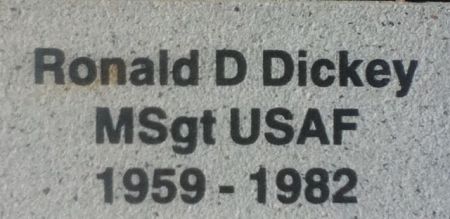 Ronald D Dickey
MSgt USAF
1959 - 1982